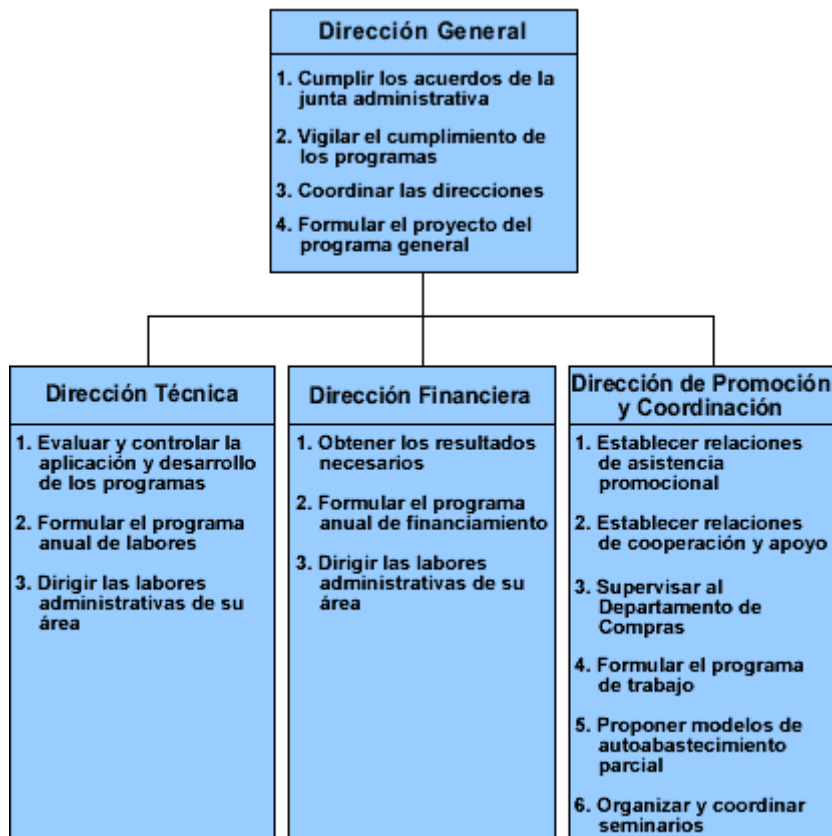 Dirección General
1. Cumplir los acuerdos de la
junta administrativa
2. Vigilar el cumplimiento de
los programas
3. Coordinar las direcciones
4. Formular el proyecto del
programa general
Dirección Técnica
1. Evaluar y controlar la
aplicación y desarrollo
de los programas
2. Formular el programa
anual de labores
3. Dirigir las labores
administrativas de su
área
Dirección Financiera
1. Obtener los resultados
necesarios
2. Formular el programa
anual de financiamiento
3. Dirigir las labores
administrativas de su
área
Dirección de Promoción
y Coordinación
1. Establecer relaciones
de asistencia
promocional
2. Establecer relaciones
de cooperación y apoyo
3. Supervisar al
Departamento de
Compras
4. Formular el programa
de trabajo
5. Proponer modelos de
autoabastecimiento
parcial
6. Organizar y coordinar
seminarios